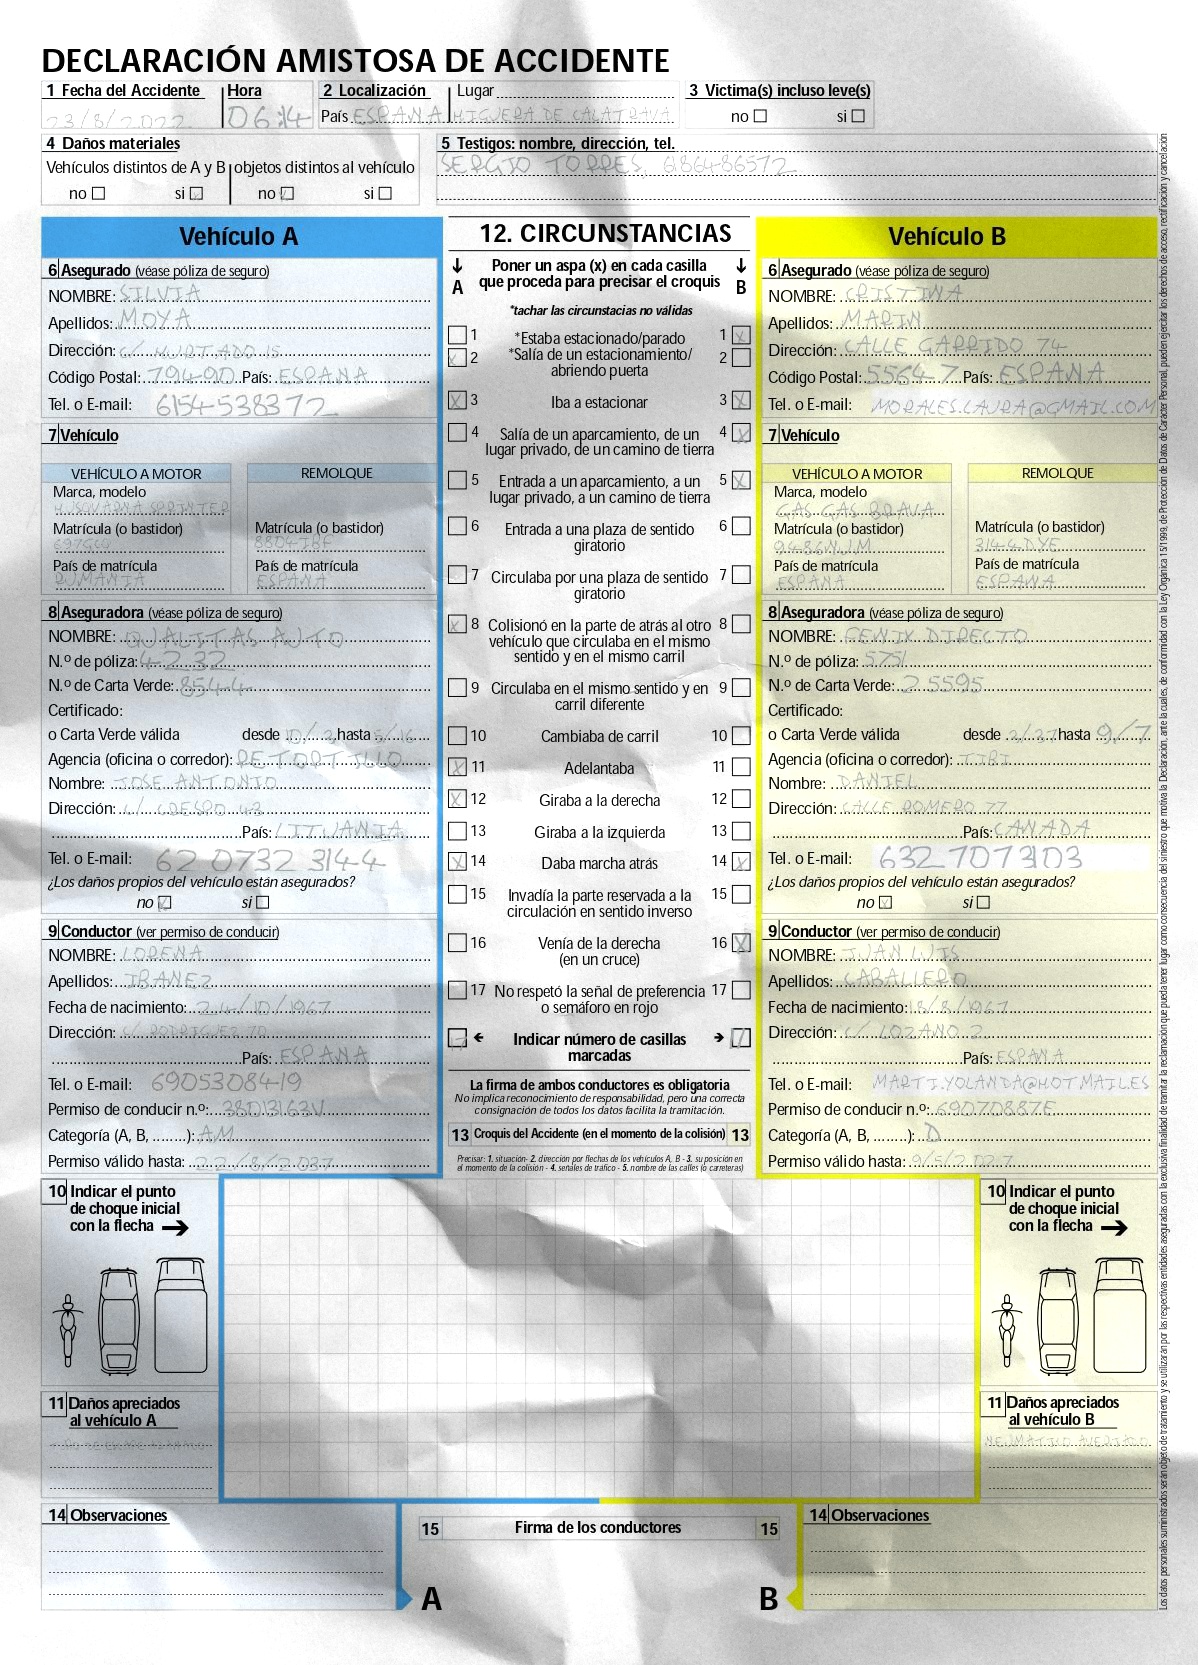 DECLARACIÓN AMISTOSA DE ACCIDENTE
1 Fecha del Accidente Hora 2 Localización Lugar 3 Victima(s) incluso leve(s)
23/8/2022 06:14 País ESPAÑA HIGUERA DE CALATRAVA no si
4 Daños materiales
Vehículos distintos de A y B objetos distintos al vehículo
no si no si
5 Testigos: nombre, dirección, tel.
SERGIO TORRES, 6186486572
Vehículo A
6 Asegurado (véase póliza de seguro)
NOMBRE: SILVIA
Apellidos: MOYA
Dirección: C/ HURTADO 15
Código Postal: 79490 País: ESPAÑA
Tel. o E-mail: 6154538372
7 Vehículo
VEHÍCULO A MOTOR REMOLQUE
Marca, modelo
HUSQVARNA SPRINTER
Matrícula (o bastidor) Matrícula (o bastidor)
8804JBF
País de matrícula País de matrícula
RUMANIA ESPAÑA
8 Aseguradora (véase póliza de seguro)
NOMBRE: QUALITAS AUTO
N.º de póliza: 4232
N.º de Carta Verde: 8544
Certificado:
o Carta Verde válida desde hasta 5/16
Agencia (oficina o corredor): RETORTILLO
Nombre: JOSE ANTONIO
Dirección: C/ CRESPO 43
País: LITUANIA
Tel. o E-mail: 62 0732 3144
¿Los daños propios del vehículo están asegurados?
no si
9 Conductor (ver permiso de conducir)
NOMBRE: LORENA
Apellidos: IBAÑEZ
Fecha de nacimiento: 24/10/1967
Dirección: C/ RODRIGUEZ 70
País: ESPAÑA
Tel. o E-mail: 6905308419
Permiso de conducir n.º: 38013163V
Categoría (A, B, ........): AM
Permiso válido hasta: 22/8/2037
10 Indicar el punto
de choque inicial
con la flecha
11 Daños apreciados
al vehículo A
14 Observaciones
12. CIRCUNSTANCIAS
Poner un aspa (x) en cada casilla
que proceda para precisar el croquis
A B
*tachar las circunstacias no válidas
1 *Estaba estacionado/parado 1
2 *Salía de un estacionamiento/ 2
abriendo puerta
3 Iba a estacionar 3
4 Salía de un aparcamiento, de un 4
lugar privado, de un camino de tierra
5 Entrada a un aparcamiento, a un 5
lugar privado, a un camino de tierra
6 Entrada a una plaza de sentido 6
giratorio
7 Circulaba por una plaza de sentido 7
giratorio
8 Colisionó en la parte de atrás al otro 8
vehículo que circulaba en el mismo
sentido y en el mismo carril
9 Circulaba en el mismo sentido y en 9
carril diferente
10 Cambiaba de carril 10
11 Adelantaba 11
12 Giraba a la derecha 12
13 Giraba a la izquierda 13
14 Daba marcha atrás 14
15 Invadía la parte reservada a la 15
circulación en sentido inverso
16 Venía de la derecha 16
(en un cruce)
17 No respetó la señal de preferencia 17
o semáforo en rojo
Indicar número de casillas 7
marcadas
La firma de ambos conductores es obligatoria
No implica reconocimiento de responsabilidad, pero una correcta
consignación de todos los datos facilita la tramitación.
13 Croquis del Accidente (en el momento de la colisión) 13
Precisar: 1. situación- 2. dirección por flechas de los vehículos A, B - 3. su posición en
el momento de la colisión - 4. señales de tráfico - 5. nombre de las calles (o carreteras)
15 Firma de los conductores 15
A B
Vehículo B
6 Asegurado (véase póliza de seguro)
NOMBRE: CRISTINA
Apellidos: MARIN
Dirección: CALLE GARRIDO 74
Código Postal: 55647 País: ESPAÑA
Tel. o E-mail: MORALES.LAURA@GMAIL.COM
7 Vehículo
VEHÍCULO A MOTOR REMOLQUE
Marca, modelo
GAS GAS BRAVA
Matrícula (o bastidor) Matrícula (o bastidor)
9486NJM 3144DYE
País de matrícula País de matrícula
ESPAÑA ESPAÑA
8 Aseguradora (véase póliza de seguro)
NOMBRE: FENIX DIRECTO
N.º de póliza: 5751
N.º de Carta Verde: 25595
Certificado:
o Carta Verde válida desde hasta 9/7
Agencia (oficina o corredor): TIRI
Nombre: DANIEL
Dirección: CALLE ROMERO 77
País: CANADA
Tel. o E-mail: 6327077303
¿Los daños propios del vehículo están asegurados?
no si
9 Conductor (ver permiso de conducir)
NOMBRE: JUAN LUIS
Apellidos: CABALLERO
Fecha de nacimiento: 18/8/1967
Dirección: C/ LOZANO 2
País: ESPAÑA
Tel. o E-mail: MARTI.YOLANDA@HOTMAIL.ES
Permiso de conducir n.º: 69070887E
Categoría (A, B, ........): D
Permiso válido hasta: 9/5/2027
10 Indicar el punto
de choque inicial
con la flecha
11 Daños apreciados
al vehículo B
NEUMATICO AVERIADO
14 Observaciones
Los datos personales suministrados serán objeto de tratamiento y se utilizaran por las respectivas entidades aseguradas con la exclusiva finalidad de tramitar la reclamación que pueda tener lugar como consecuencia del siniestro que motiva la Declaración, ante la cuales, de conformidad con la Ley Orgánica 15/1999, de Protección de Datos de Carácter Personal, pueden ejercitar los derechos de acceso, rectificación y cancelación